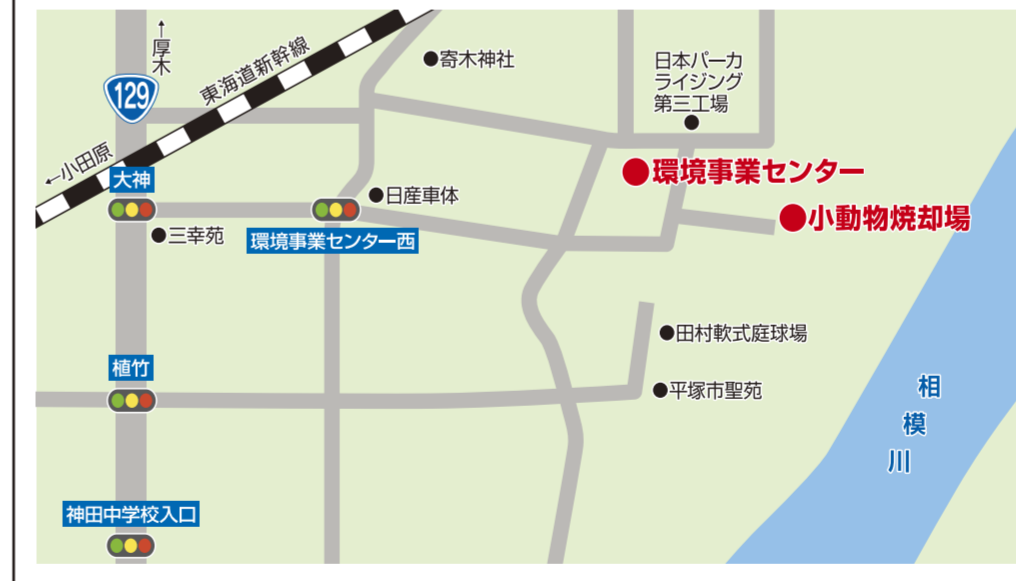 ↑厚木
129
東海道新幹線
←小田原
寄木神社
日本パーカ
ライジング
第三工場
大神
日産車体
環境事業センター
三幸苑
環境事業センター西
小動物焼却場
田村軟式庭球場
植竹
平塚市聖苑
相模川
神田中学校入口